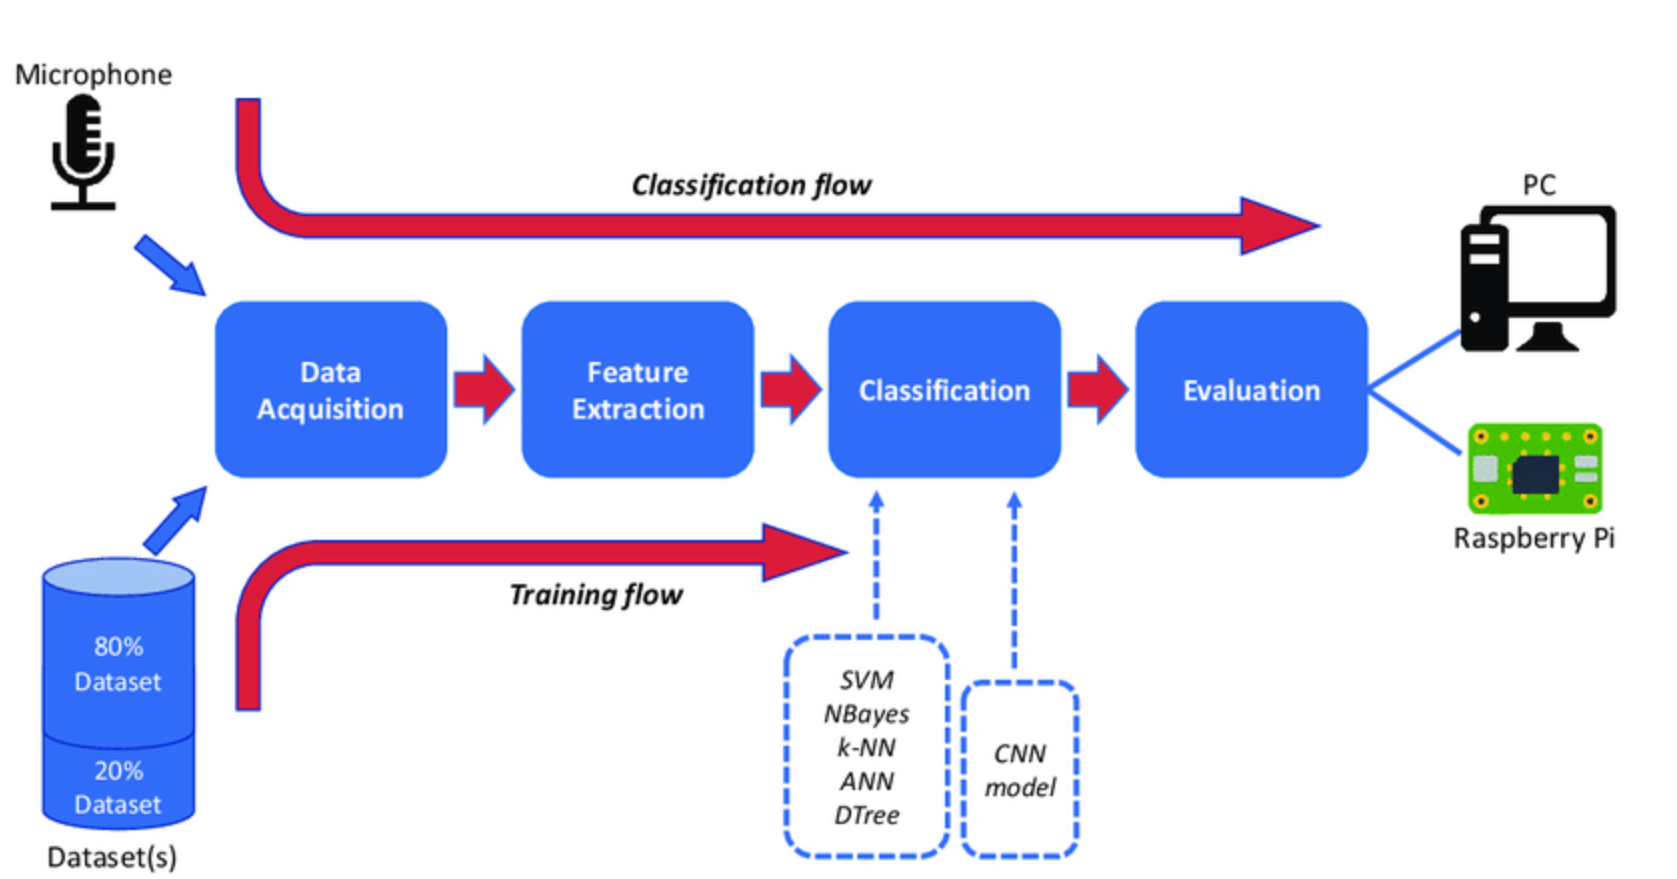 Microphone
Classification flow
PC
Data
Acquisition
Feature
Extraction
Classification
Evaluation
Raspberry Pi
Training flow
80%
Dataset
20%
Dataset
Dataset(s)
SVM
NBayes
k-NN
ANN
DTree
CNN
model